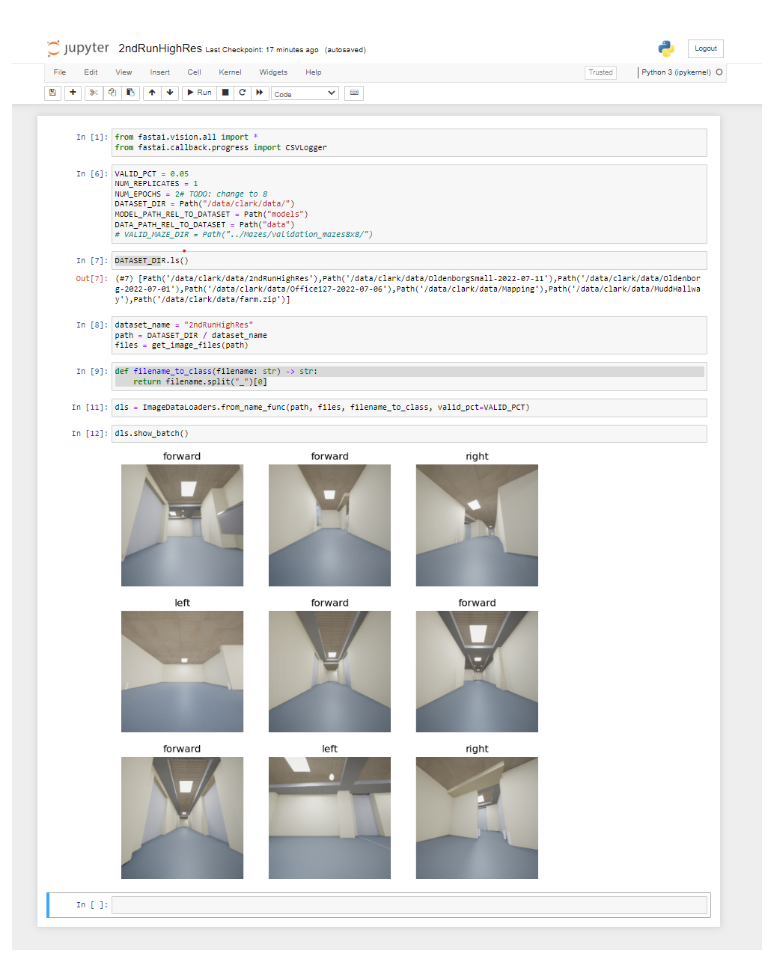 jupyter 2ndRunHighRes Last Checkpoint: 17 minutes ago (autosaved)
Logout
File Edit View Insert Cell Kernel Widgets Help
Trusted Python 3 (ipykernel)
Run Code
In [1]: from fastai.vision.all import *
from fastai.callback.progress import CSVLogger
In [6]: VALID_PCT = 0.05
NUM_REPLICATES = 1
NUM_EPOCHS = 2# TODO: change to 8
DATASET_DIR = Path("/data/clark/data/")
MODEL_PATH_REL_TO_DATASET = Path("models")
DATA_PATH_REL_TO_DATASET = Path("data")
# VALID_MAZE_DIR = Path("../Mazes/validation_mazes8x8/")
In [7]: DATASET_DIR.ls()
Out[7]: (#7) [Path('/data/clark/data/2ndRunHighRes'),Path('/data/clark/data/OldenborgSmall-2022-07-11'),Path('/data/clark/data/Oldenbor
g-2022-07-01'),Path('/data/clark/data/Office127-2022-07-06'),Path('/data/clark/data/Mapping'),Path('/data/clark/data/MuddHallwa
y'),Path('/data/clark/data/farm.zip')]
In [8]: dataset_name = "2ndRunHighRes"
path = DATASET_DIR / dataset_name
files = get_image_files(path)
In [9]: def filename_to_class(filename: str) -> str:
return filename.split("_")[0]
In [11]: dls = ImageDataLoaders.from_name_func(path, files, filename_to_class, valid_pct=VALID_PCT)
In [12]: dls.show_batch()
forward forward right
left forward forward
forward left right
In [ ]: